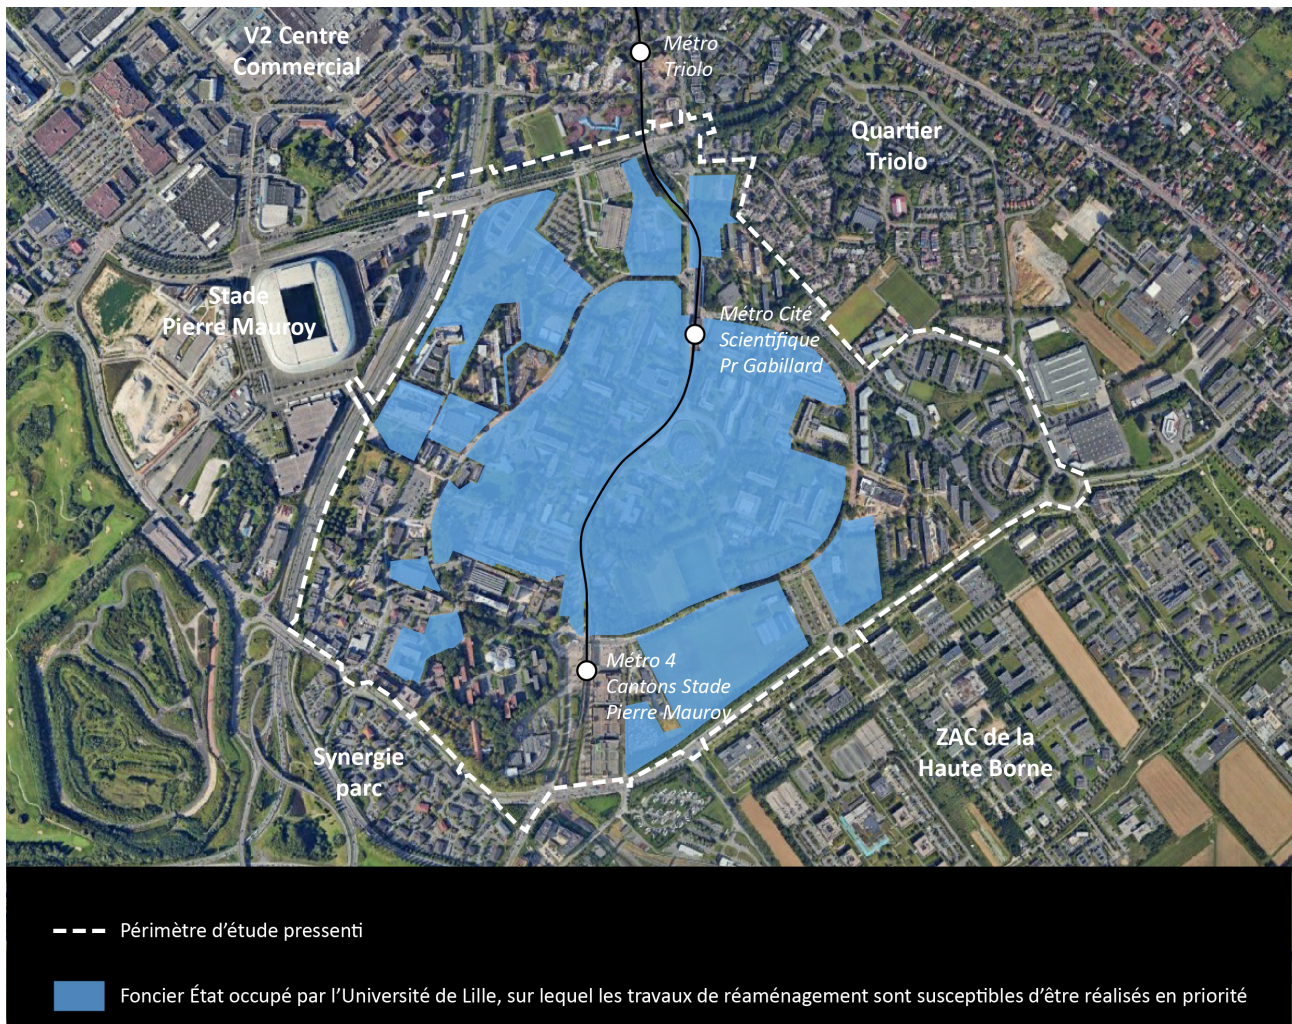 V2 Centre
Commercial
Métro
Triolo
Quartier
Triolo
Stade
Pierre Mauroy
Métro Cité
Scientifique
Pr Gabillard
Métro 4
Cantons Stade
Pierre Mauroy
Synergie
parc
ZAC de la
Haute Borne
Périmètre d’étude pressenti
Foncier État occupé par l’Université de Lille, sur lequel les travaux de réaménagement sont susceptibles d’être réalisés en priorité